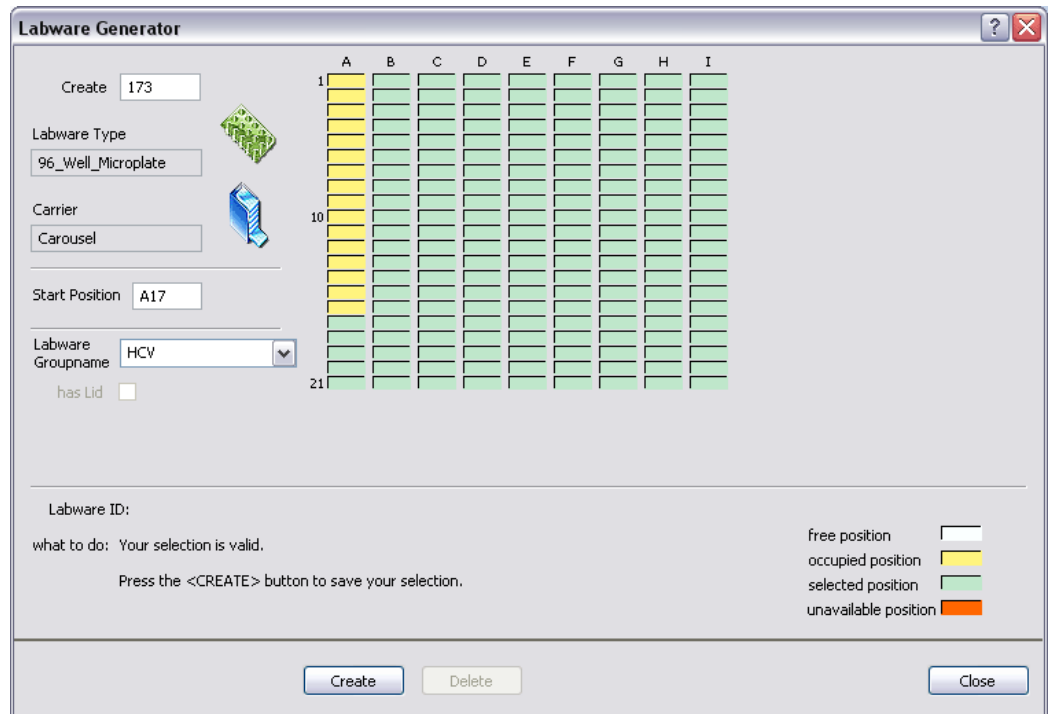 Labware Generator
A B C D E F G H I
Create 173
1
Labware Type
96_Well_Microplate
Carrier
10
Carousel
Start Position A17
Labware
Groupname HCV
21
has Lid
Labware ID:
what to do: Your selection is valid.
Press the <CREATE> button to save your selection.
free position
occupied position
selected position
unavailable position
Create Delete Close